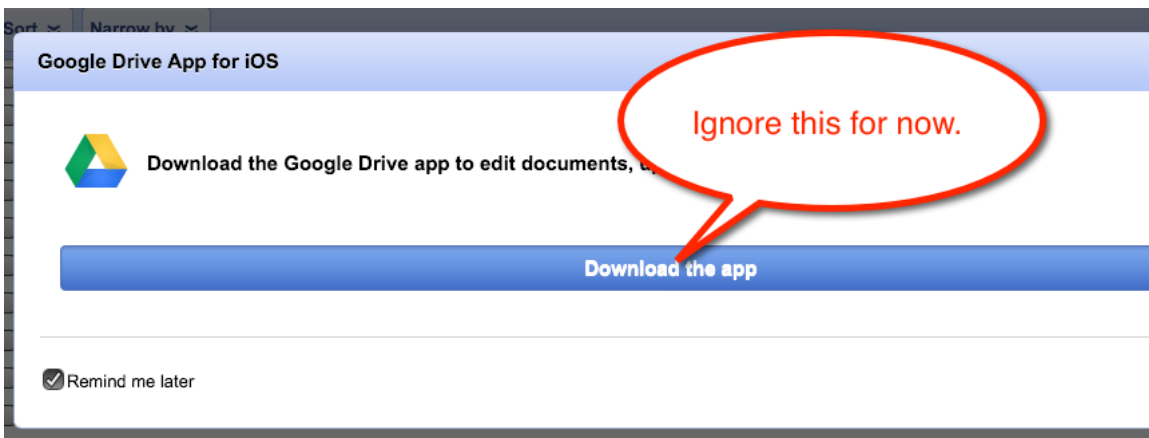 Sort Narrow by
Google Drive App for iOS
Ignore this for now.
Download the Google Drive app to edit documents,
Download the app
Remind me later